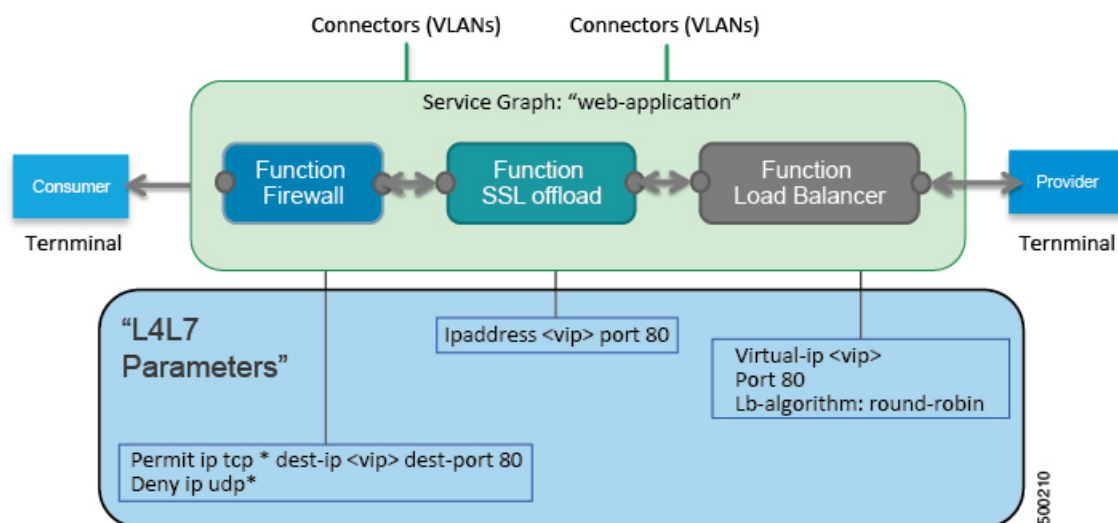 Connectors (VLANs) Connectors (VLANs)
Service Graph: "web-application"
Consumer
Function
Firewall
Function
SSL offload
Function
Load Balancer
Provider
Ternminal
Ternminal
"L4L7
Parameters"
Ipaddress <vip> port 80
Virtual-ip <vip>
Port 80
Lb-algorithm: round-robin
Permit ip tcp * dest-ip <vip> dest-port 80
Deny ip udp*
500210